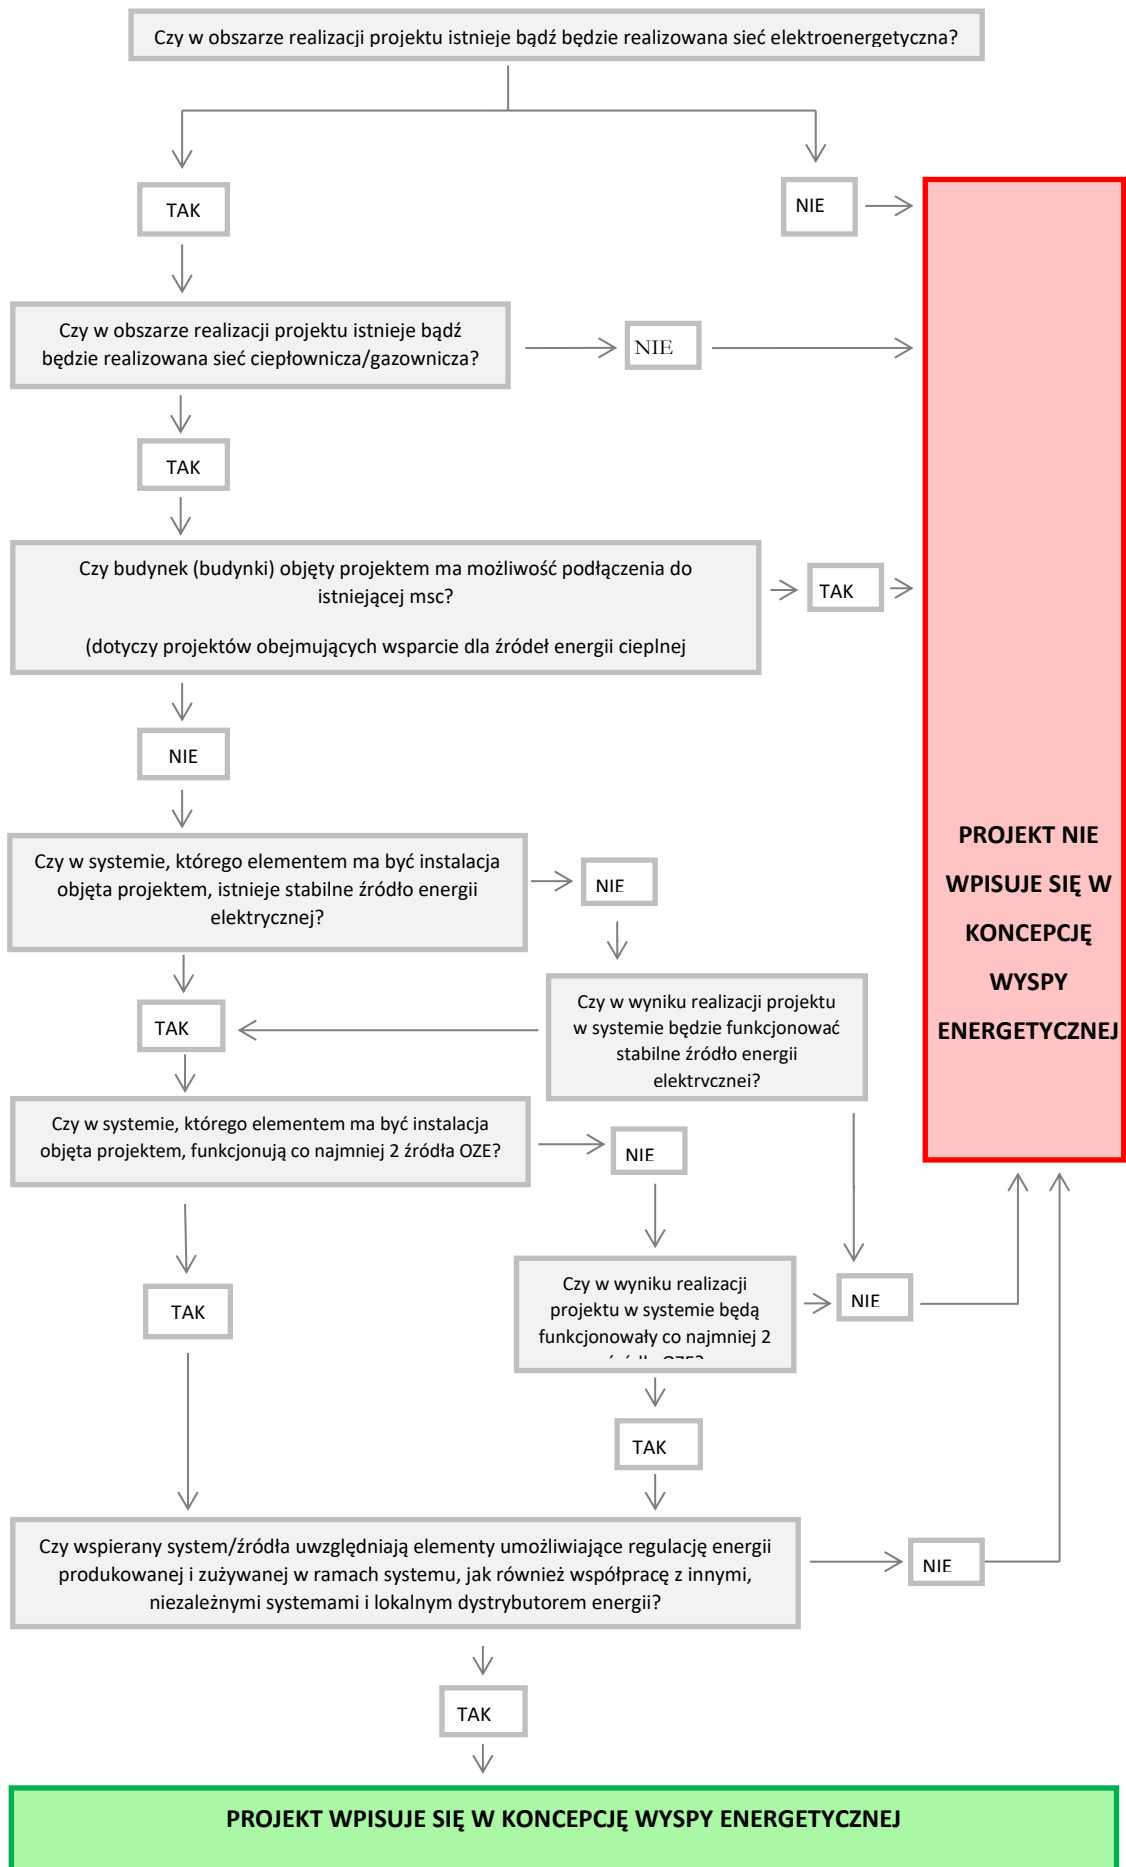 Czy w obszarze realizacji projektu istnieje bądź będzie realizowana sieć elektroenergetyczna?
TAK
NIE
Czy w obszarze realizacji projektu istnieje bądź
będzie realizowana sieć ciepłownicza/gazownicza?
NIE
TAK
Czy budynek (budynki) objęty projektem ma możliwość podłączenia do
istniejącej msc?
(dotyczy projektów obejmujących wsparcie dla źródeł energii cieplnej
TAK
NIE
PROJEKT NIE
WPISUJE SIĘ W
KONCEPCJĘ
WYSPY
ENERGETYCZNEJ
Czy w systemie, którego elementem ma być instalacja
objęta projektem, istnieje stabilne źródło energii
elektrycznej?
NIE
Czy w wyniku realizacji projektu
w systemie będzie funkcjonować
stabilne źródło energii
elektrycznej?
TAK
Czy w systemie, którego elementem ma być instalacja
objęta projektem, funkcjonują co najmniej 2 źródła OZE?
NIE
Czy w wyniku realizacji
projektu w systemie będą
funkcjonowały co najmniej 2
źródła OZE?
NIE
TAK
TAK
Czy wspierany system/źródła uwzględniają elementy umożliwiające regulację energii
produkowanej i zużywanej w ramach systemu, jak również współpracę z innymi,
niezależnymi systemami i lokalnym dystrybutorem energii?
NIE
TAK
PROJEKT WPISUJE SIĘ W KONCEPCJĘ WYSPY ENERGETYCZNEJ